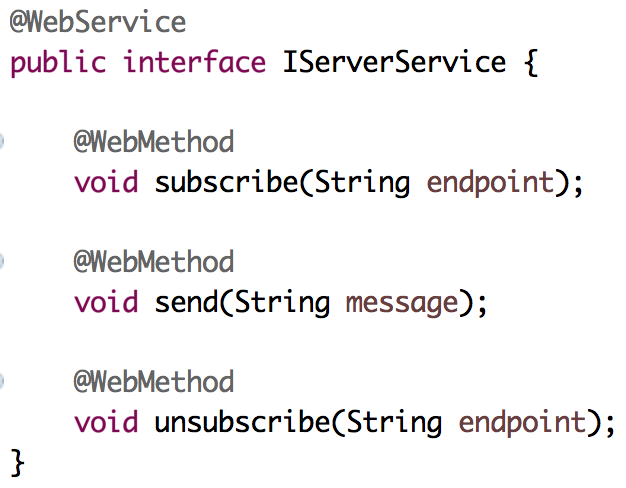 @WebService
public interface IServerService {
@WebMethod
void subscribe(String endpoint);
@WebMethod
void send(String message);
@WebMethod
void unsubscribe(String endpoint);
}